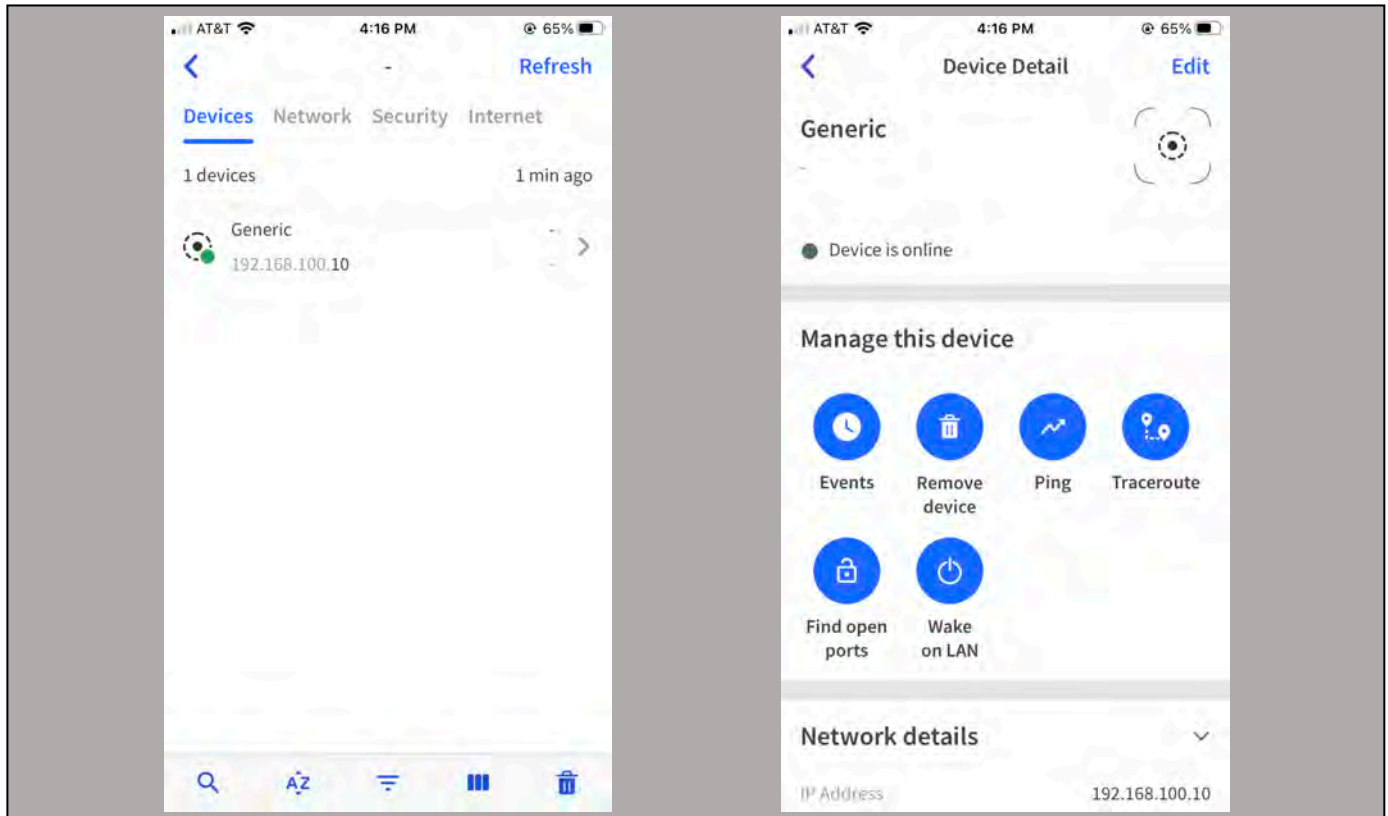 AT&T 4:16 PM 65%
- Refresh
Devices Network Security Internet
1 devices 1 min ago
Generic -
192.168.100.10 -
AT&T 4:16 PM 65%
Device Detail Edit
Generic
-
Device is online
Manage this device
Events Remove device Ping Traceroute
Find open ports Wake on LAN
Network details
IP Address 192.168.100.10